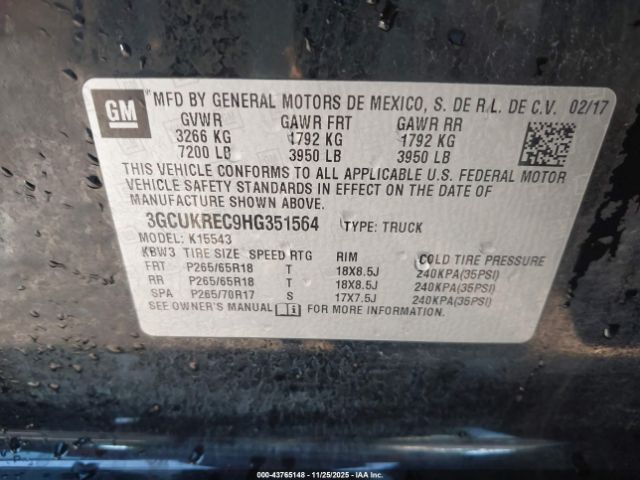 GM
MFD BY GENERAL MOTORS DE MEXICO, S. DE R.L. DE C.V. 02/17
GVWR GAWR FRT GAWR RR
3266 KG 1792 KG 1792 KG
7200 LB 3950 LB 3950 LB
THIS VEHICLE CONFORMS TO ALL APPLICABLE U.S. FEDERAL MOTOR
VEHICLE SAFETY STANDARDS IN EFFECT ON THE DATE OF
MANUFACTURE SHOWN ABOVE.
3GCUKREC9HG351564 TYPE: TRUCK
MODEL: K15543
KBW3 TIRE SIZE SPEED RTG RIM COLD TIRE PRESSURE
FRT P265/65R18 T 18X8.5J 240KPA(35PSI)
RR P265/65R18 T 18X8.5J 240KPA(35PSI)
SPA P265/70R17 S 17X7.5J 240KPA(35PSI)
SEE OWNER'S MANUAL FOR MORE INFORMATION.
000-43765148 - 11/25/2025 - IAA Inc.